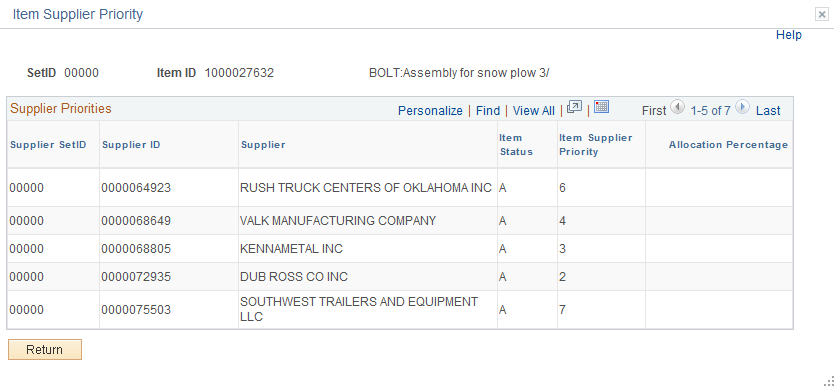 Item Supplier Priority
Help
SetID 00000 Item ID 1000027632 BOLT:Assembly for snow plow 3/
Supplier Priorities Personalize | Find | View All | | First 1-5 of 7 Last
Supplier SetID Supplier ID Supplier Item Status Item Supplier Priority Allocation Percentage
00000 0000064923 RUSH TRUCK CENTERS OF OKLAHOMA INC A 6
00000 0000068649 VALK MANUFACTURING COMPANY A 4
00000 0000068805 KENNAMETAL INC A 3
00000 0000072935 DUB ROSS CO INC A 2
00000 0000075503 SOUTHWEST TRAILERS AND EQUIPMENT LLC A 7
Return